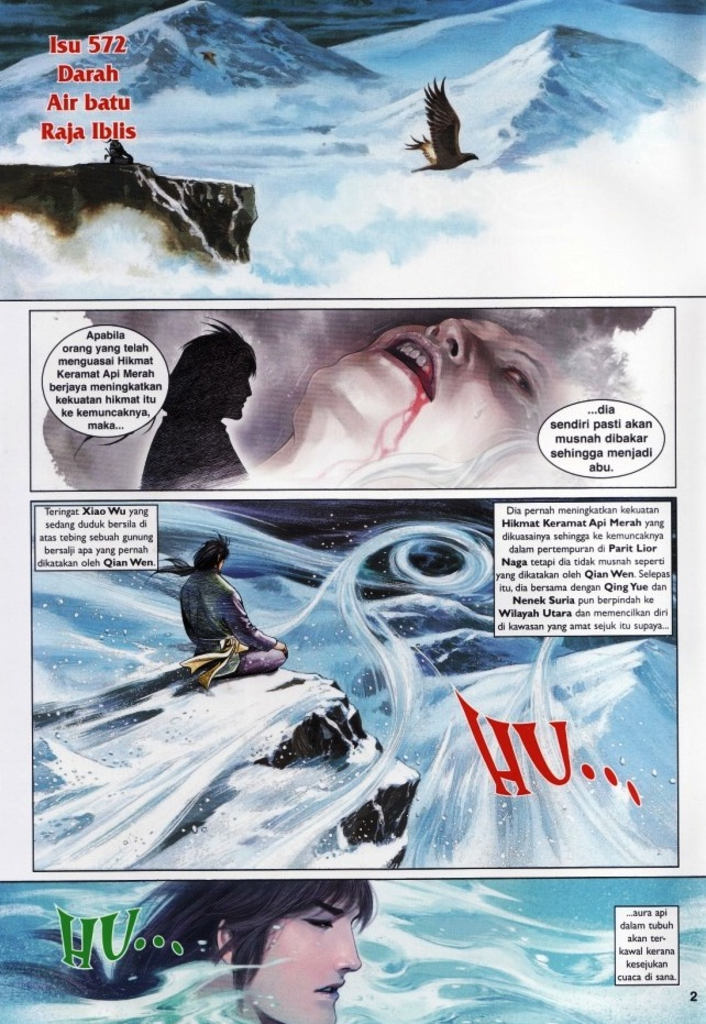 Isu 572
Darah
Air batu
Raja Iblis
Apabila
orang yang telah
menguasai Hikmat
Keramat Api Merah
berjaya meningkatkan
kekuatan hikmat itu
ke kemuncaknya,
maka...
...dia
sendiri pasti akan
musnah dibakar
sehingga menjadi
abu.
Teringat Xiao Wu yang
sedang duduk bersila di
atas tebing sebuah gunung
bersalji apa yang pernah
dikatakan oleh Qian Wen.
Dia pernah meningkatkan kekuatan
Hikmat Keramat Api Merah yang
dikuasainya sehingga ke kemuncaknya
dalam pertempuran di Parit Lior
Naga tetapi dia tidak musnah seperti
yang dikatakan oleh Qian Wen. Selepas
itu, dia bersama dengan Qing Yue dan
Nenek Suria pun berpindah ke
Wilayah Utara dan memencilkan diri
di kawasan yang amat sejuk itu supaya...
HU...
HU...
...aura api
dalam tubuh
akan ter-
kawal kerana
kesejukan
cuaca di sana.
2